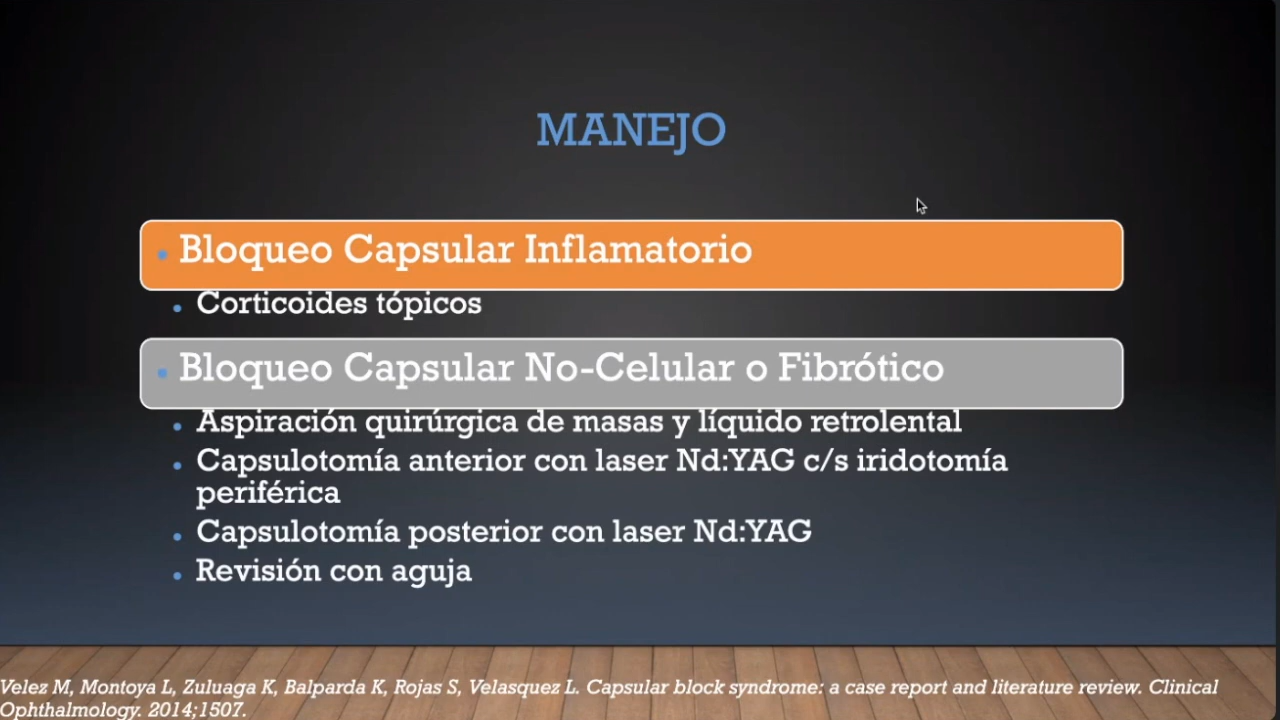 MANEJO
Bloqueo Capsular Inflamatorio
Corticoides tópicos
Bloqueo Capsular No-Celular o Fibrótico
Aspiración quirúrgica de masas y líquido retrolental
Capsulotomía anterior con laser Nd:YAG c/s iridotomía
periférica
Capsulotomía posterior con laser Nd:YAG
Revisión con aguja
Velez M, Montoya L, Zuluaga K, Balparda K, Rojas S, Velasquez L. Capsular block syndrome: a case report and literature review. Clinical
Ophthalmology. 2014;1507.